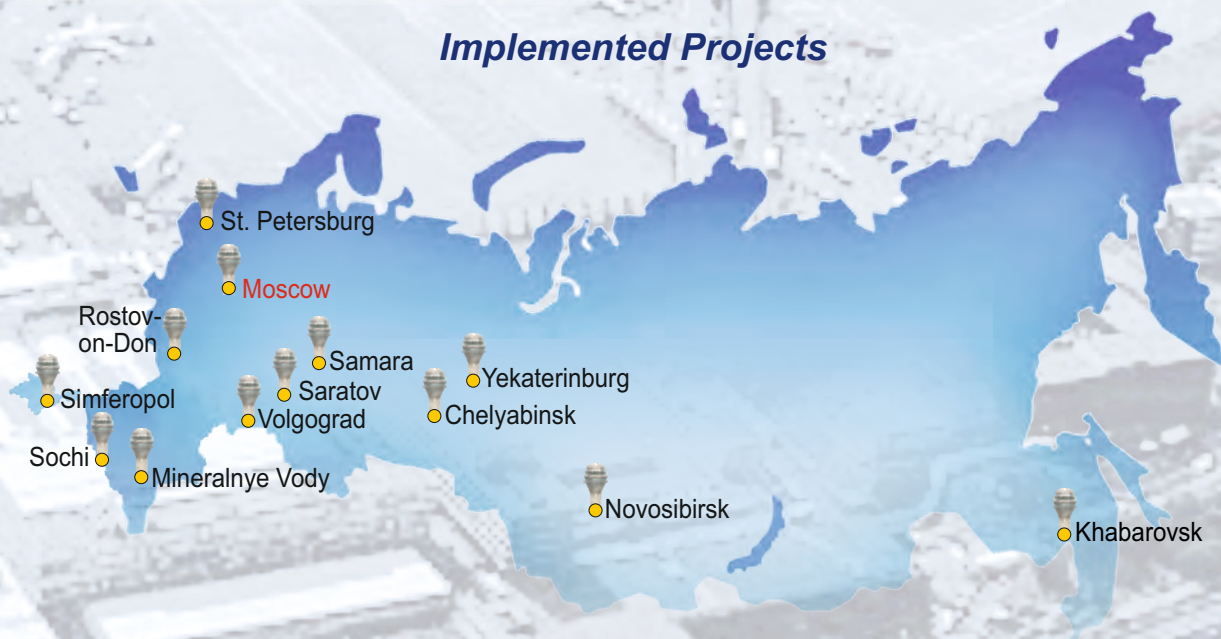 Implemented Projects
St. Petersburg
Moscow
Rostov-
on-Don
Samara
Yekaterinburg
Saratov
Simferopol
Volgograd
Chelyabinsk
Sochi
Mineralnye Vody
Novosibirsk
Khabarovsk